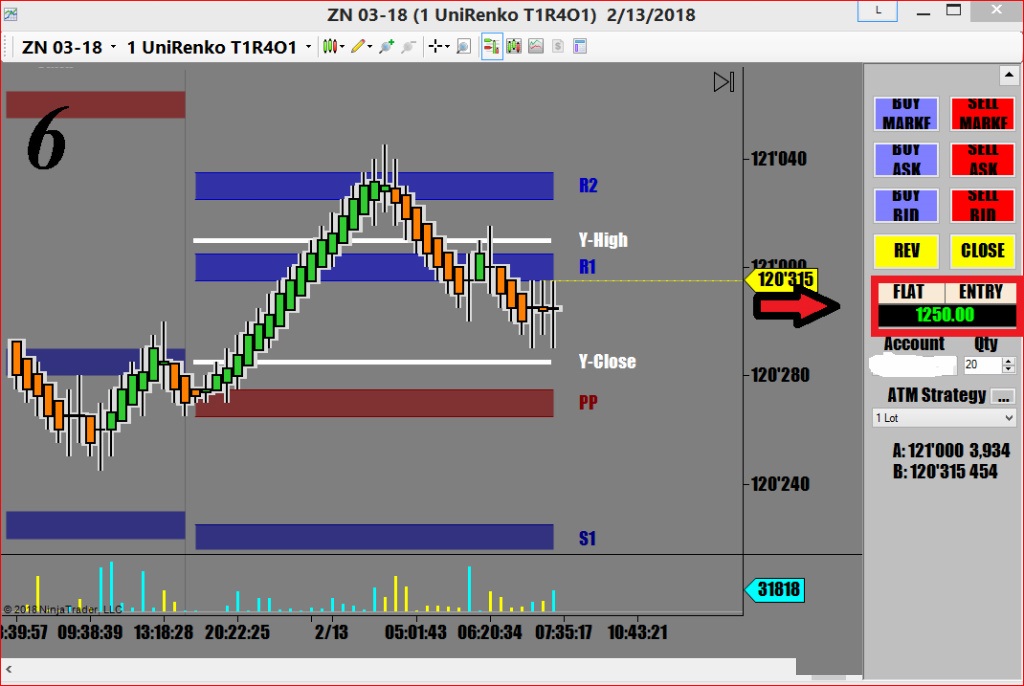 ZN 03-18 (1 UniRenko T1R4O1) 2/13/2018
L
ZN 03-18 1 UniRenko T1R4O1
6
121'040
R2
Y-High
121'000
R1
120'315
Y-Close
120'280
PP
120'240
S1
31818
© 2018 NinjaTrader, LLC
3:39:57 09:38:39 13:18:28 20:22:25 2/13 05:01:43 06:20:34 07:35:17 10:43:21
BUY MARKE
SELL MARKE
BUY ASK
SELL ASK
BUY BID
SELL BID
REV
CLOSE
FLAT ENTRY
1250.00
Account Qty
20
ATM Strategy ...
1 Lot
A: 121'000 3,934
B: 120'315 454